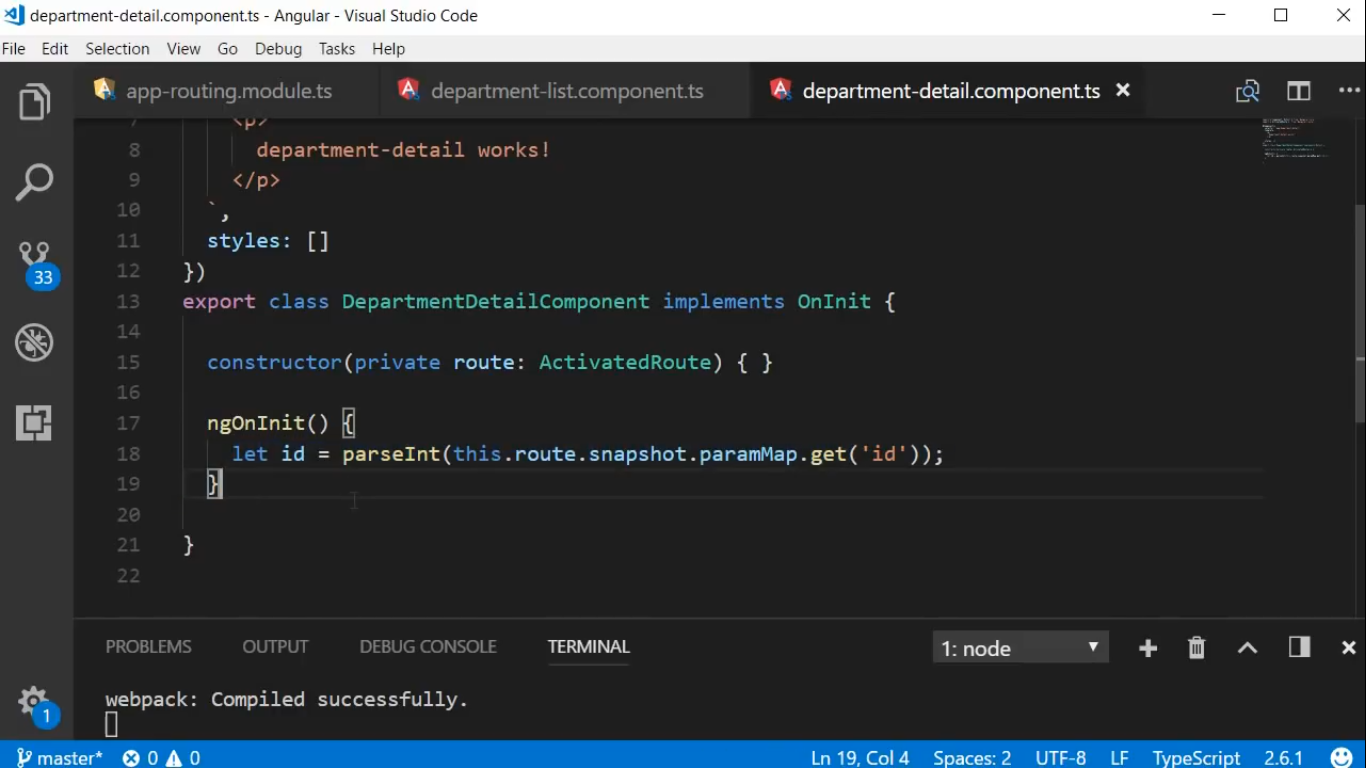 department-detail.component.ts - Angular - Visual Studio Code
File Edit Selection View Go Debug Tasks Help
app-routing.module.ts department-list.component.ts department-detail.component.ts
7 <p>
8 department-detail works!
9 </p>
10 `,
11 styles: []
12 })
13 export class DepartmentDetailComponent implements OnInit {
14
15 constructor(private route: ActivatedRoute) { }
16
17 ngOnInit() {
18 let id = parseInt(this.route.snapshot.paramMap.get('id'));
19 }
20
21 }
22
33
PROBLEMS OUTPUT DEBUG CONSOLE TERMINAL 1: node
webpack: Compiled successfully.
1
master* 0 0 Ln 19, Col 4 Spaces: 2 UTF-8 LF TypeScript 2.6.1